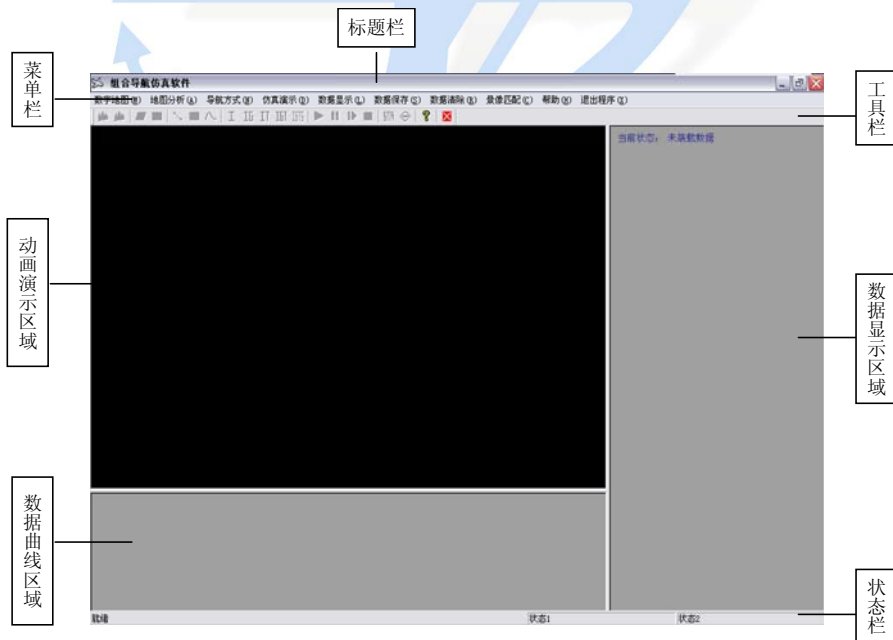 标题栏
菜单栏
组合导航仿真软件
数字地图(M) 地图分析(A) 导航方式(N) 仿真演示(D) 数据显示(L) 数据保存(S) 数据清除(R) 景像匹配(C) 帮助(H) 退出程序(X)
工具栏
当前状态: 未装载数据
动画演示区域
数据显示区域
数据曲线区域
就绪 状态1 状态2
状态栏